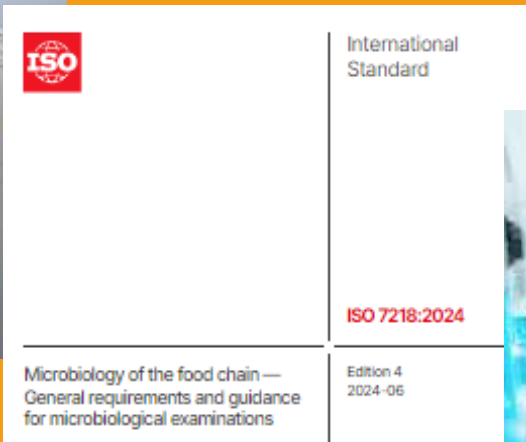 ISO
International
Standard
ISO 7218:2024
Microbiology of the food chain —
General requirements and guidance
for microbiological examinations
Edition 4
2024-06